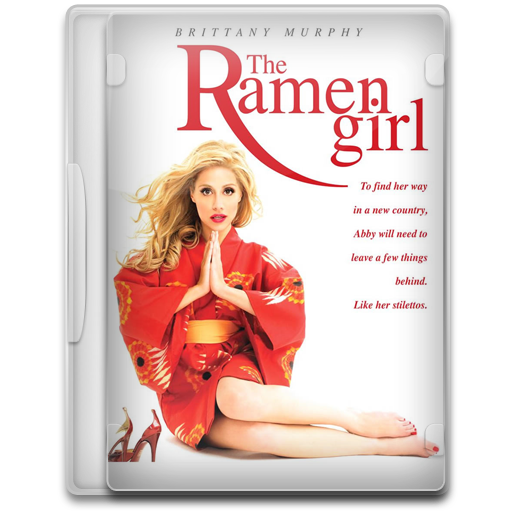 BRITTANY MURPHY
The
Ramen
girl
To find her way
in a new country,
Abby will need to
leave a few things
behind.
Like her stilettos.